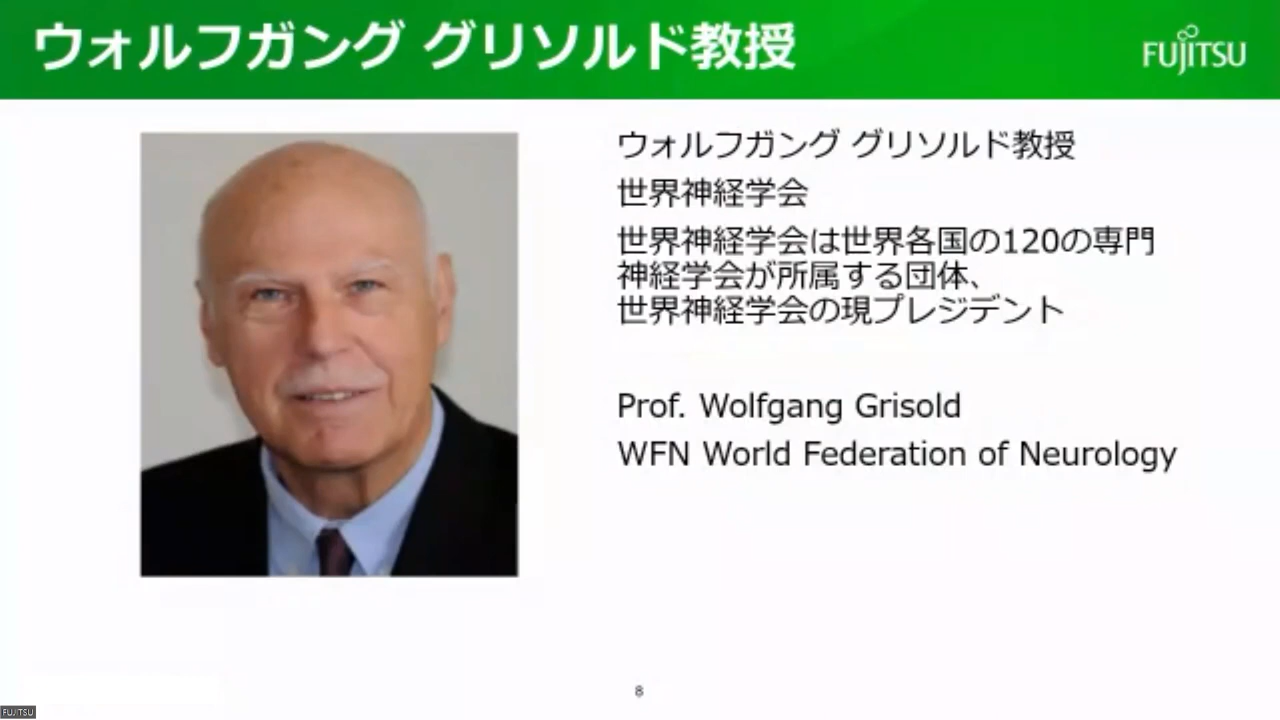 ウォルフガング グリソルド教授
FUJITSU
ウォルフガング グリソルド教授
世界神経学会
世界神経学会は世界各国の120の専門
神経学会が所属する団体、
世界神経学会の現プレジデント
Prof. Wolfgang Grisold
WFN World Federation of Neurology
8
FUJITSU